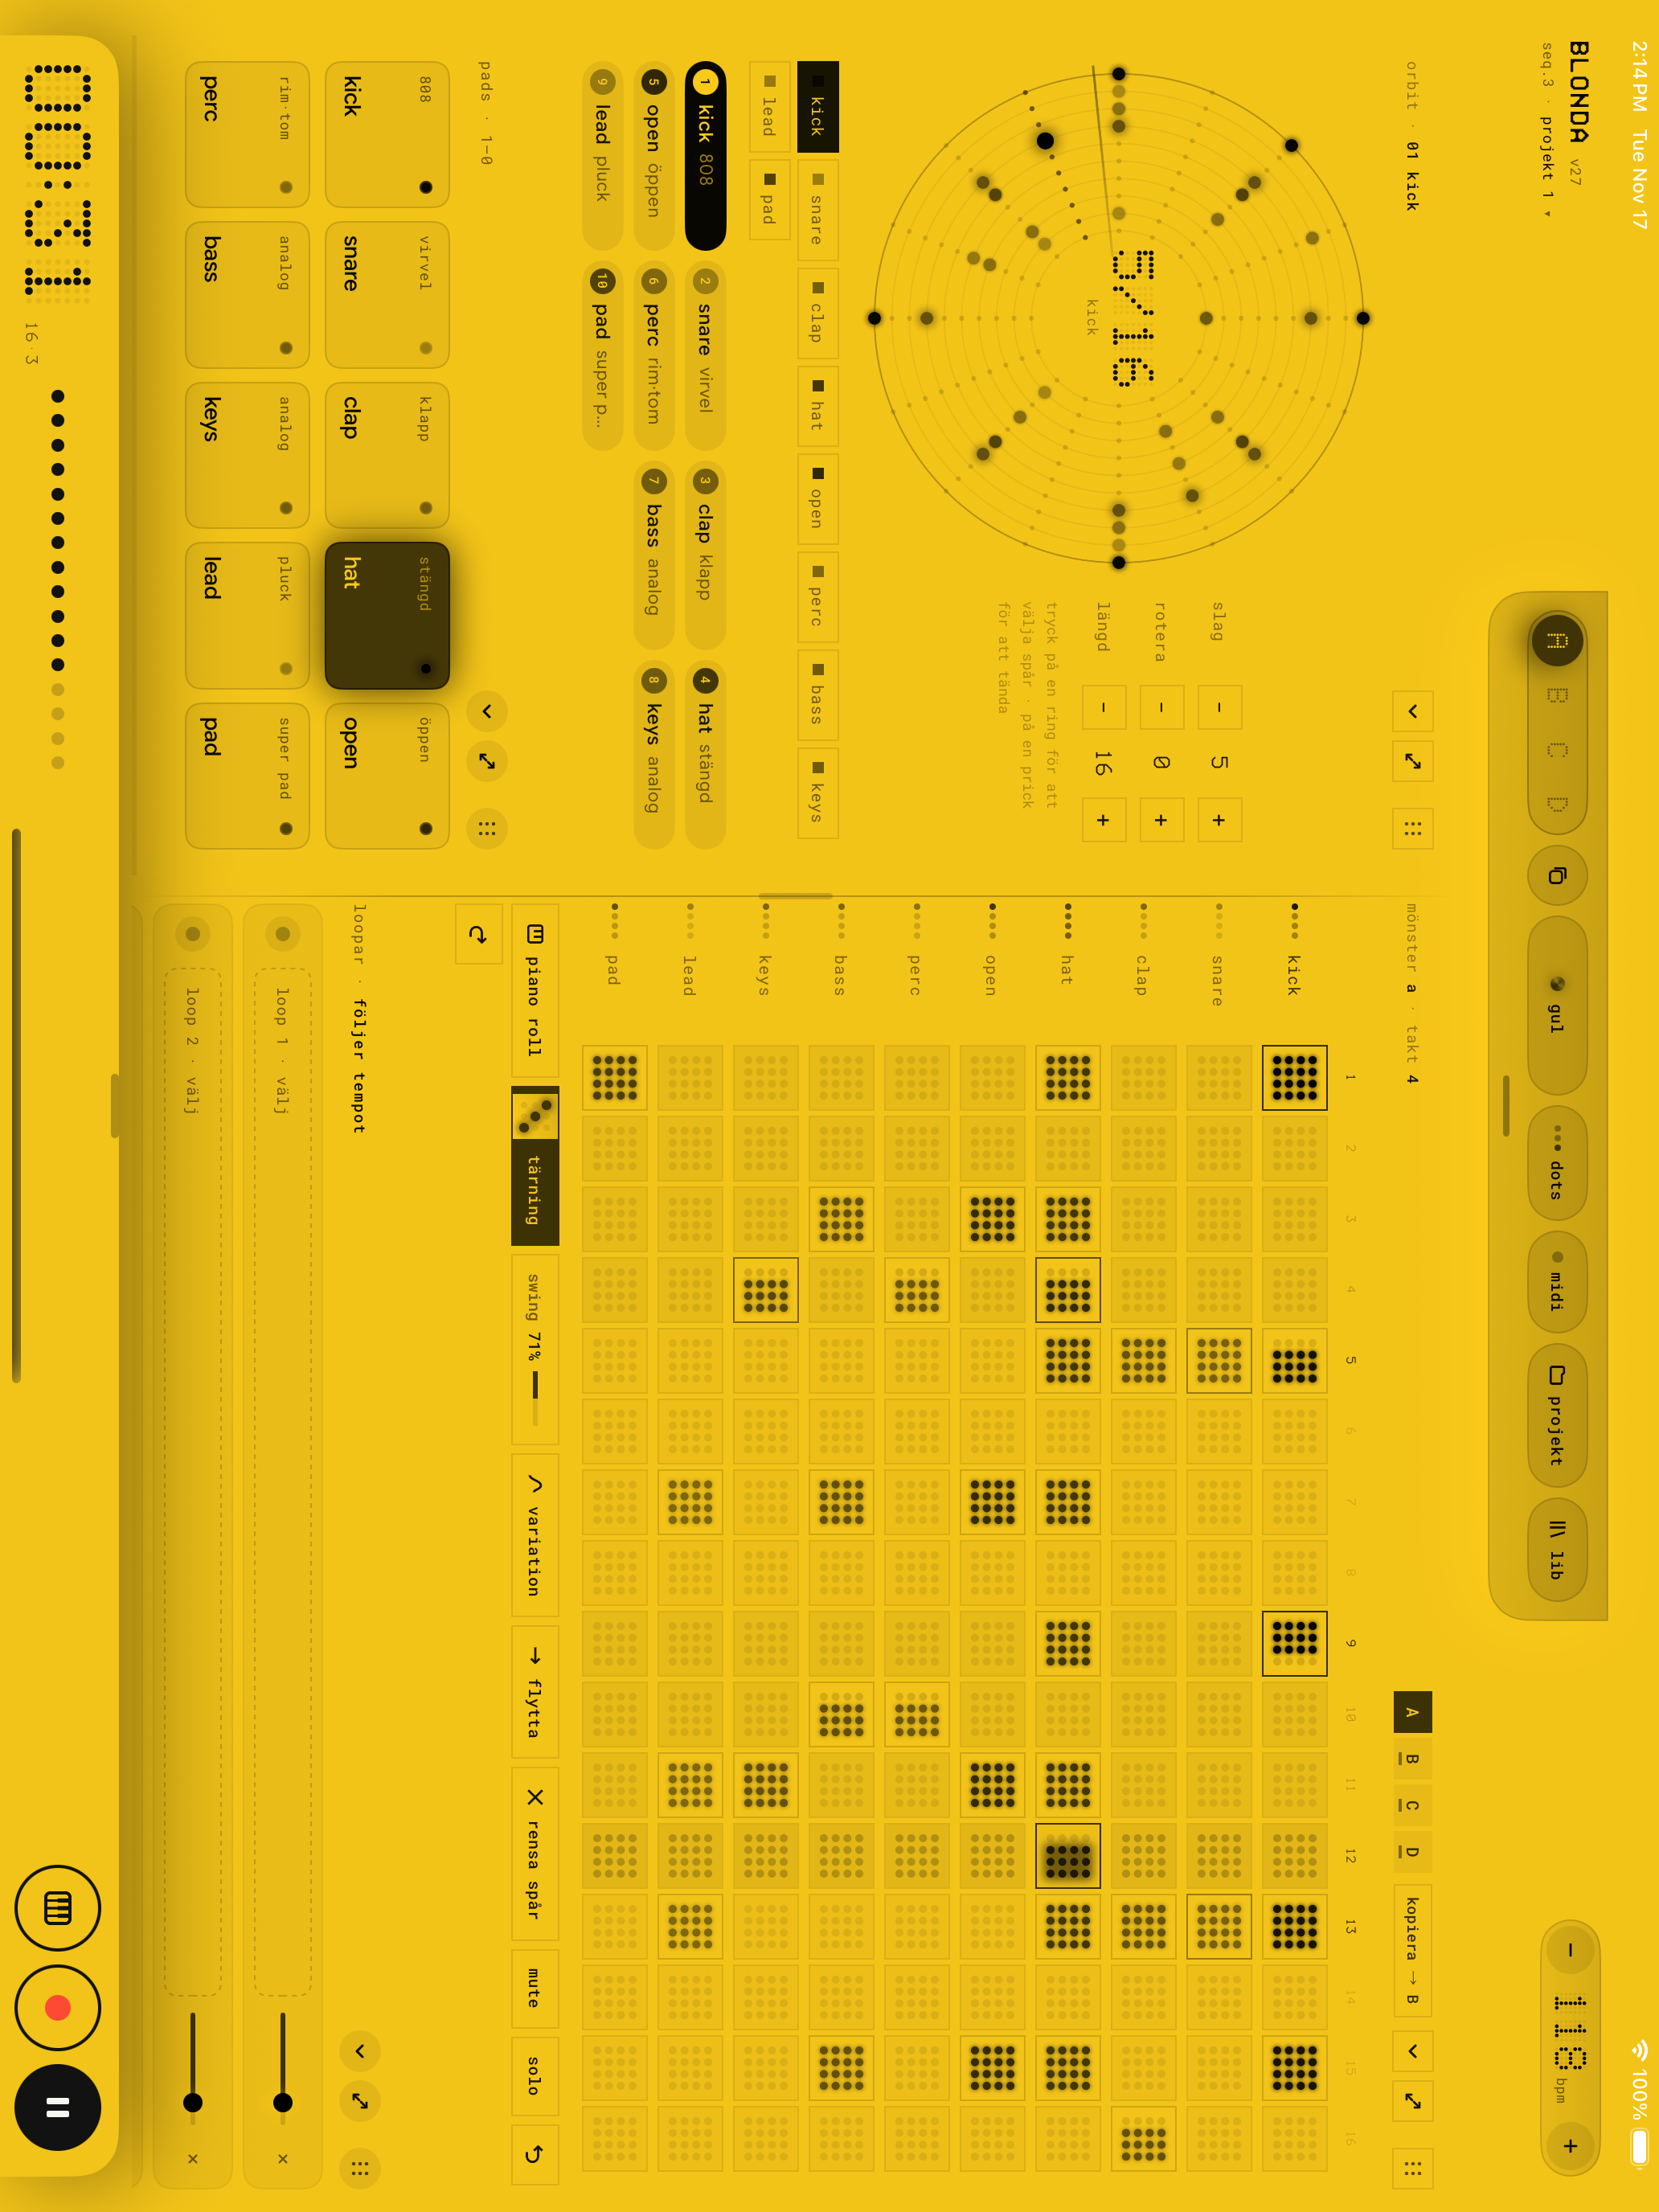 2:14 PM Tue Nov 17
100%
BLONDA v27
seq.3 · projekt 1 ▾
A B C D
gul
dots
midi
projekt
lib
− 118 bpm +
orbit · 01 kick
5/16
kick
slag − 5 +
rotera − 0 +
längd − 16 +
tryck på en ring för att
välja spår · på en prick
för att tända
kick snare clap hat open perc bass keys
lead pad
1 kick 808 2 snare virvel 3 clap klapp 4 hat stängd
5 open öppen 6 perc rim·tom 7 bass analog 8 keys analog
9 lead pluck 10 pad super p…
pads · 1–0
808 virvel klapp stängd öppen
kick snare clap hat open
rim·tom analog analog pluck super pad
perc bass keys lead pad
mönster a · takt 4
A B C D kopiera → B
1 2 3 4 5 6 7 8 9 10 11 12 13 14 15 16
kick
snare
clap
hat
open
perc
bass
keys
lead
pad
piano roll tärning swing 71% variation → flytta × rensa spår mute solo
loopar · följer tempot
loop 1 · välj ×
loop 2 · välj ×
16·3